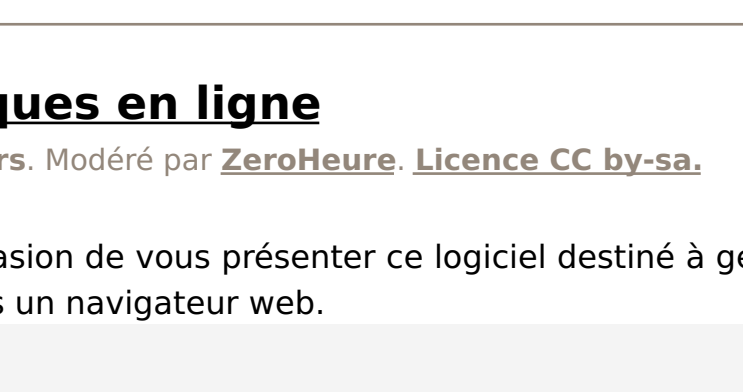 ques en ligne
rs. Modéré par ZeroHeure. Licence CC by-sa.
asion de vous présenter ce logiciel destiné à ge
s un navigateur web.